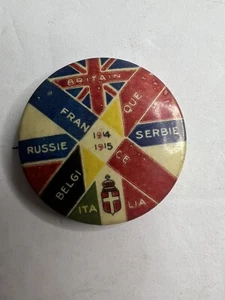 BRITAIN
FRAN
QUE
1914
1915
RUSSIE
SERBIE
CE
BELGI
ITA
LIA